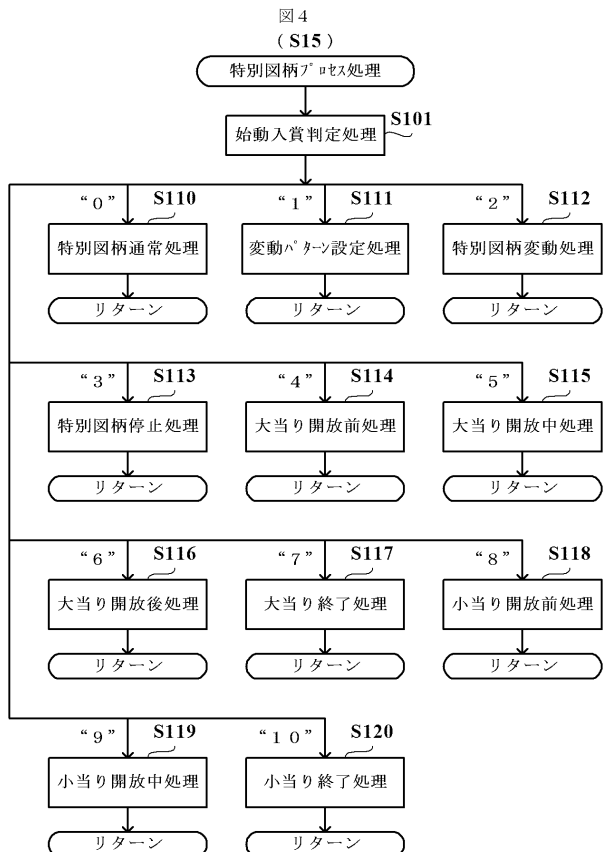 図４
（S15）
特別図柄ﾌﾟﾛｾｽ処理
S101
始動入賞判定処理
“０” S110 “１” S111 “２” S112
特別図柄通常処理 変動ﾊﾟﾀｰﾝ設定処理 特別図柄変動処理
リターン リターン リターン
“３” S113 “４” S114 “５” S115
特別図柄停止処理 大当り開放前処理 大当り開放中処理
リターン リターン リターン
“６” S116 “７” S117 “８” S118
大当り開放後処理 大当り終了処理 小当り開放前処理
リターン リターン リターン
“９” S119 “１０” S120
小当り開放中処理 小当り終了処理
リターン リターン